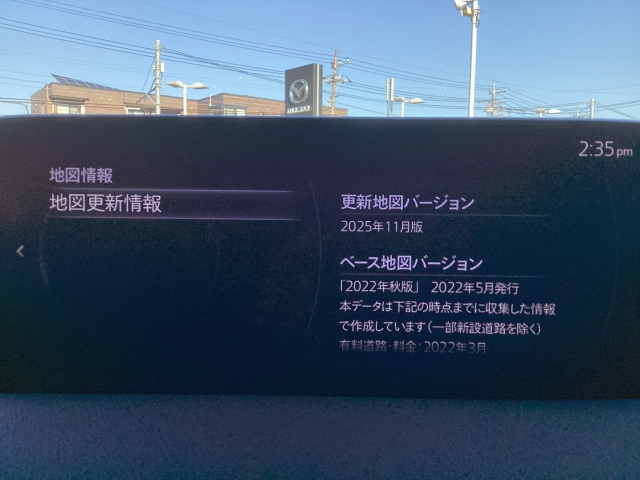 2:35pm
地図情報
地図更新情報
更新地図バージョン
2025年11月版
ベース地図バージョン
「2022年秋版」 2022年5月発行
本データは下記の時点までに収集した情報
で作成しています(一部新設道路を除く)
有料道路・料金：2022年3月